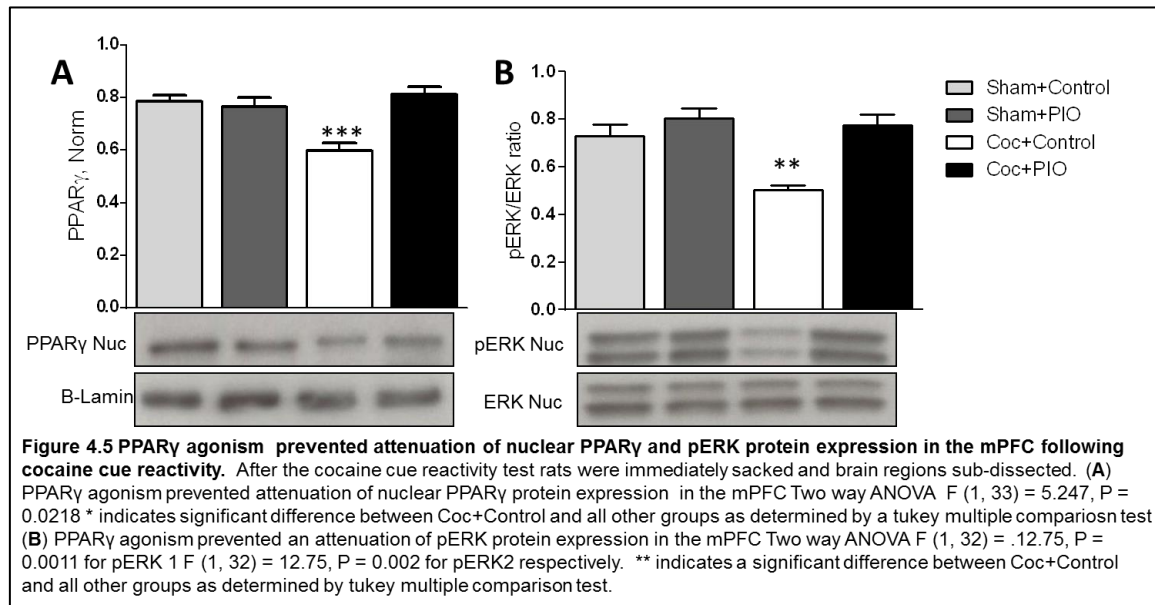 A
1.0
0.8
0.6
0.4
0.2
0.0
PPARγ, Norm
***
PPARγ Nuc
B-Lamin
B
1.0
0.8
0.6
0.4
0.2
0.0
pERK/ERK ratio
**
pERK Nuc
ERK Nuc
Sham+Control
Sham+PIO
Coc+Control
Coc+PIO
Figure 4.5 PPARγ agonism prevented attenuation of nuclear PPARγ and pERK protein expression in the mPFC following
cocaine cue reactivity. After the cocaine cue reactivity test rats were immediately sacked and brain regions sub-dissected. (A)
PPARγ agonism prevented attenuation of nuclear PPARγ protein expression in the mPFC Two way ANOVA F (1, 33) = 5.247, P =
0.0218 * indicates significant difference between Coc+Control and all other groups as determined by a tukey multiple compariosn test
(B) PPARγ agonism prevented an attenuation of pERK protein expression in the mPFC Two way ANOVA F (1, 32) = .12.75, P =
0.0011 for pERK 1 F (1, 32) = 12.75, P = 0.002 for pERK2 respectively. ** indicates a significant difference between Coc+Control
and all other groups as determined by tukey multiple comparison test.